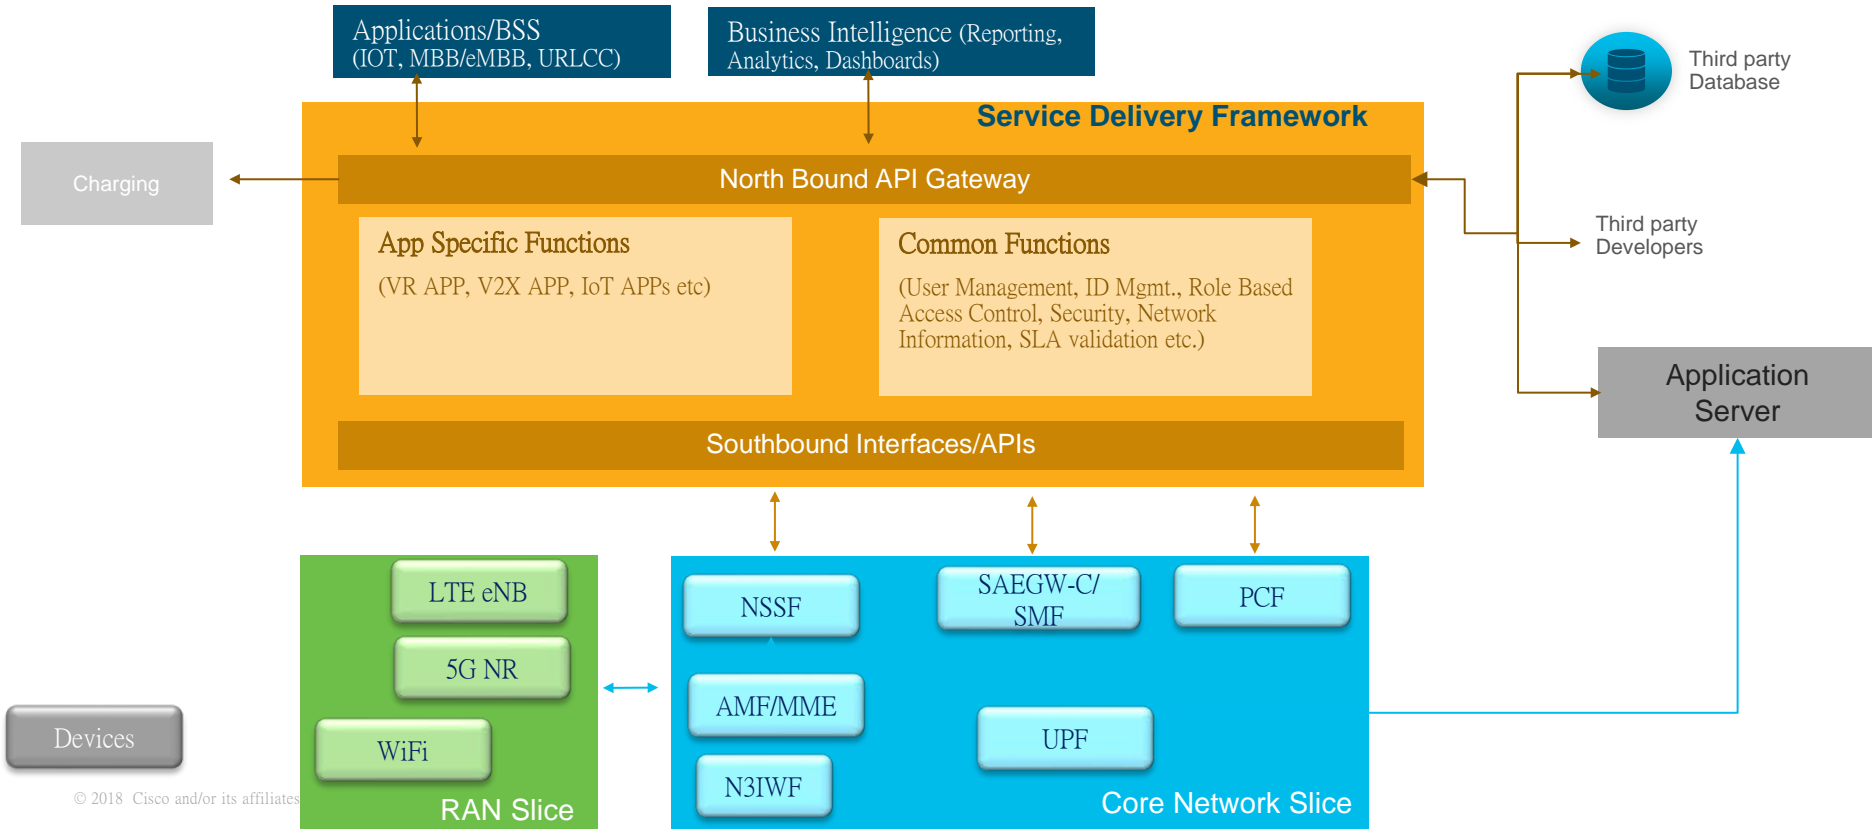 Applications/BSS
(IOT, MBB/eMBB, URLCC)
Business Intelligence (Reporting,
Analytics, Dashboards)
Third party
Database
Service Delivery Framework
Charging
North Bound API Gateway
App Specific Functions
(VR APP, V2X APP, IoT APPs etc)
Common Functions
(User Management, ID Mgmt., Role Based
Access Control, Security, Network
Information, SLA validation etc.)
Third party
Developers
Application
Server
Southbound Interfaces/APIs
LTE eNB
5G NR
WiFi
RAN Slice
NSSF
SAEGW-C/
SMF
PCF
AMF/MME
UPF
N3IWF
Core Network Slice
Devices
© 2018 Cisco and/or its affiliates